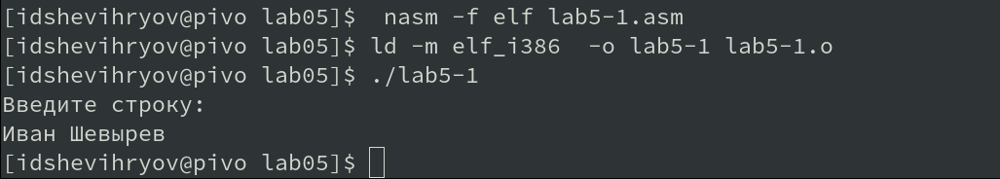 [idshevihryov@pivo lab05]$  nasm -f elf lab5-1.asm
[idshevihryov@pivo lab05]$ ld -m elf_i386  -o lab5-1 lab5-1.o
[idshevihryov@pivo lab05]$ ./lab5-1
Введите строку:
Иван Шевырев
[idshevihryov@pivo lab05]$